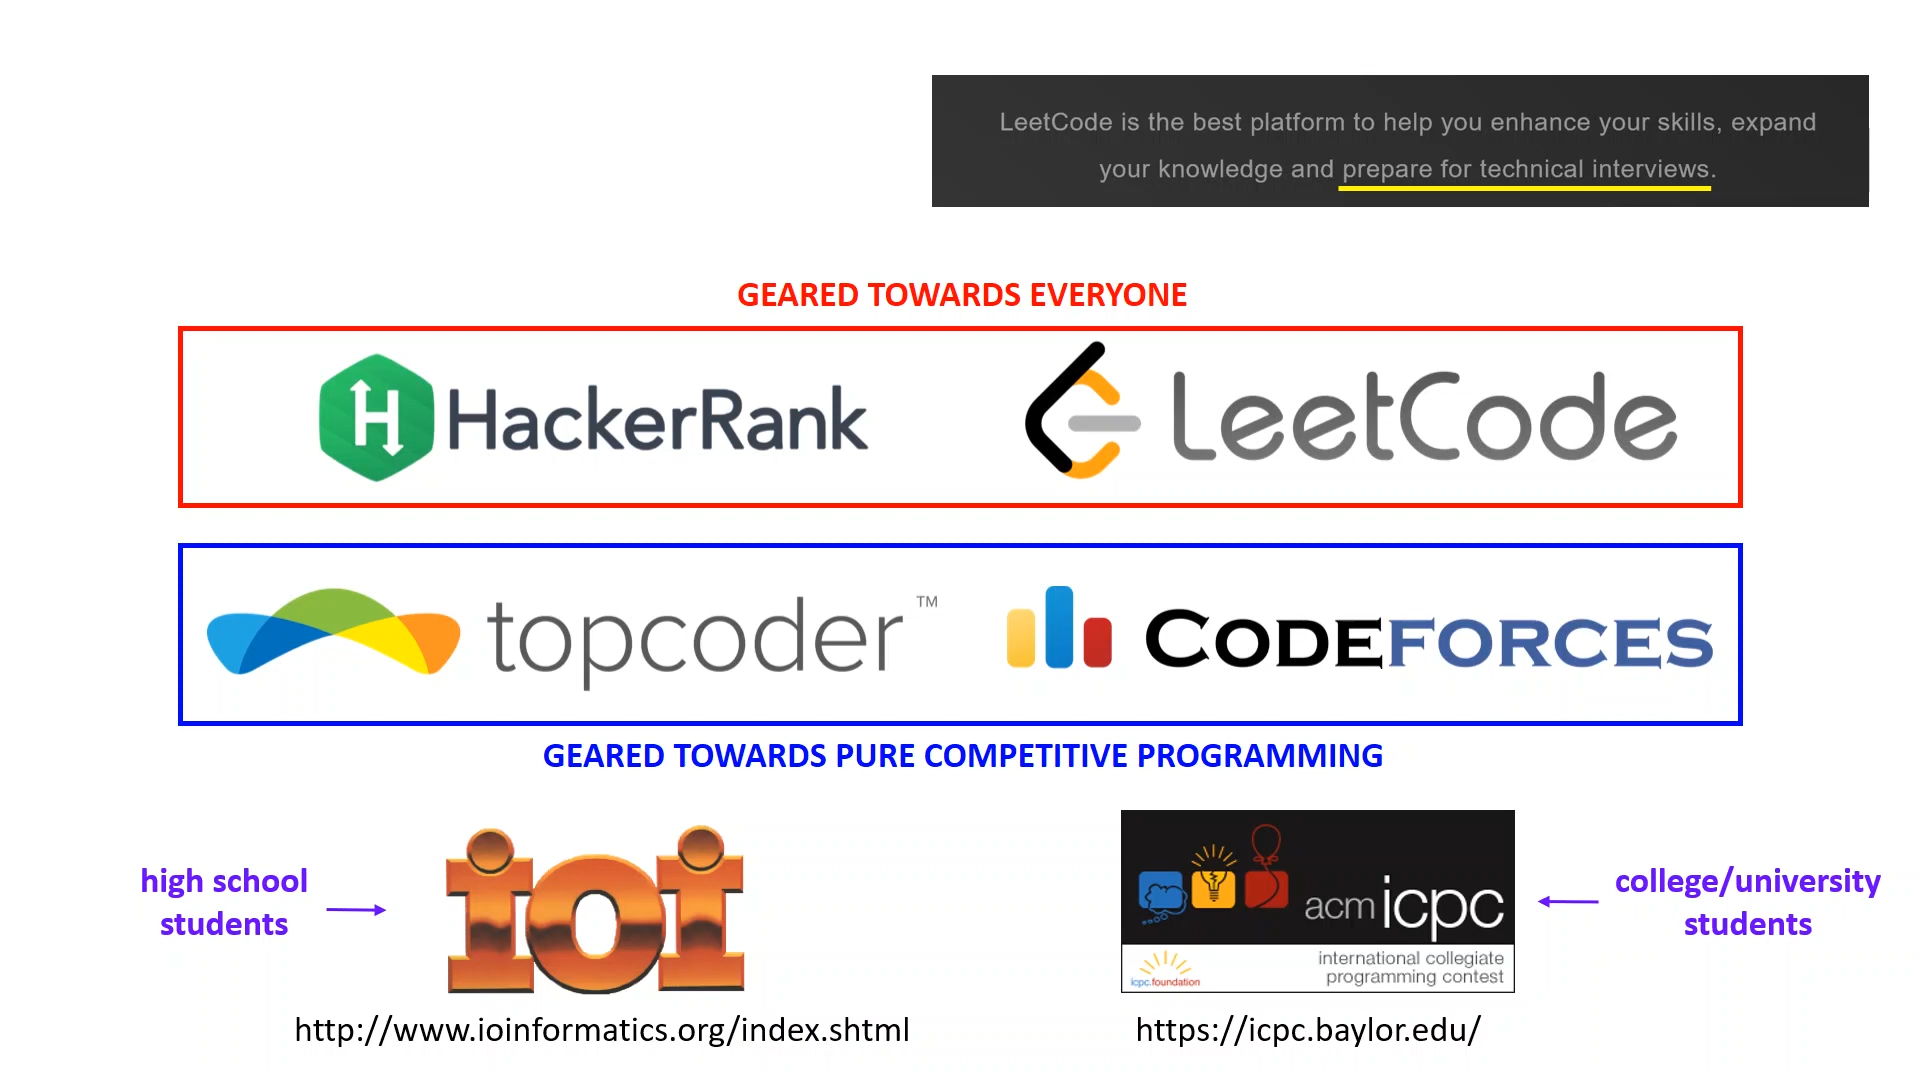 LeetCode is the best platform to help you enhance your skills, expand
your knowledge and prepare for technical interviews.
GEARED TOWARDS EVERYONE
H HackerRank
LeetCode
topcoder™
CODEFORCES
GEARED TOWARDS PURE COMPETITIVE PROGRAMMING
high school
students
ioi
http://www.ioinformatics.org/index.shtml
acm icpc
international collegiate
programming contest
icpc.foundation
https://icpc.baylor.edu/
college/university
students